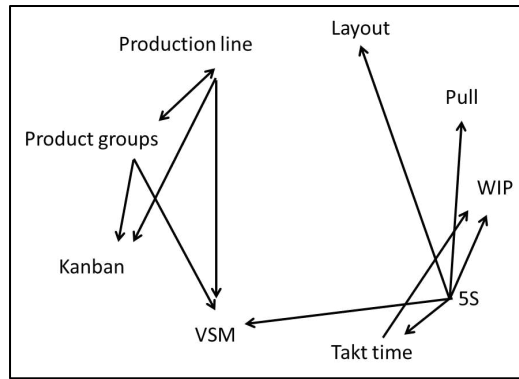 Layout
Production line
Pull
Product groups
WIP
Kanban
5S
VSM
Takt time